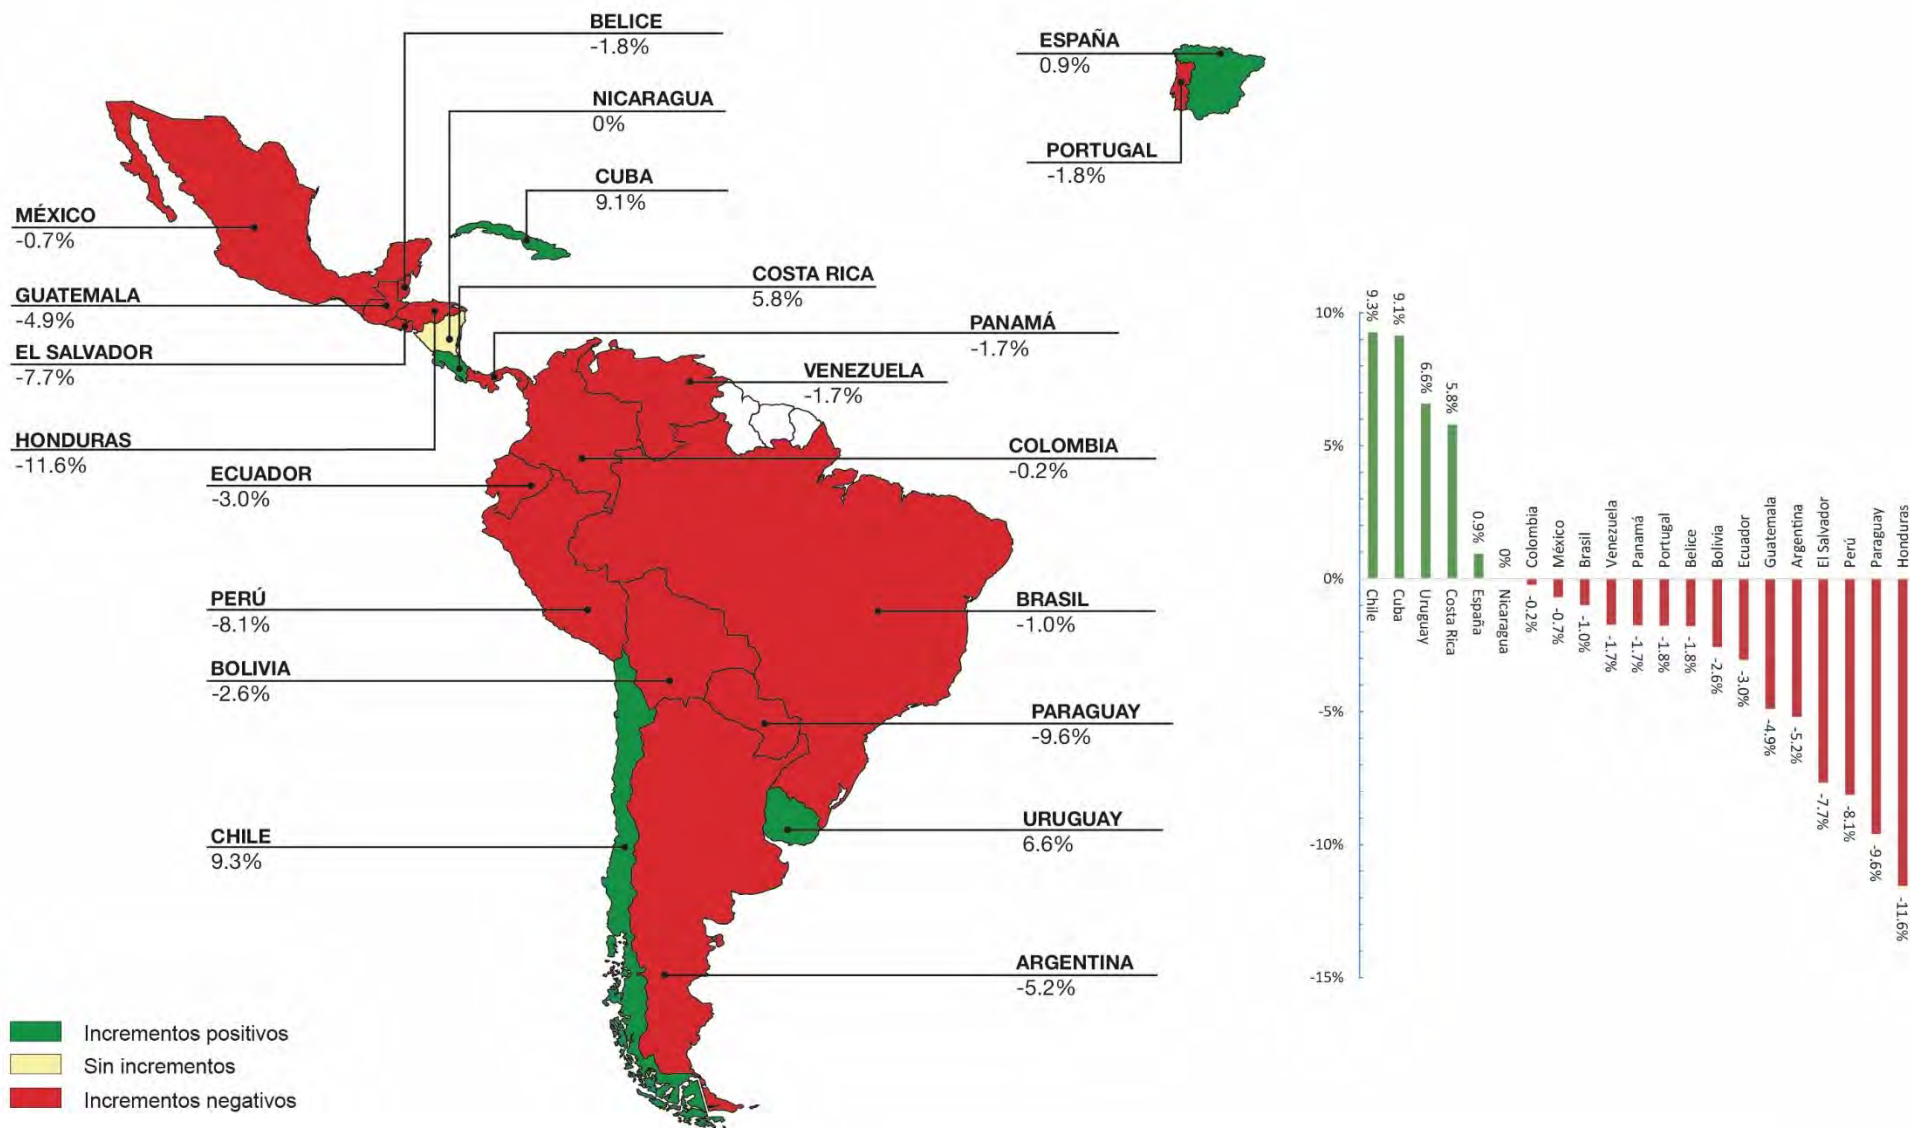 BELICE
-1.8%
NICARAGUA
0%
CUBA
9.1%
ESPAÑA
0.9%
PORTUGAL
-1.8%
MÉXICO
-0.7%
GUATEMALA
-4.9%
EL SALVADOR
-7.7%
HONDURAS
-11.6%
COSTA RICA
5.8%
PANAMÁ
-1.7%
VENEZUELA
-1.7%
COLOMBIA
-0.2%
ECUADOR
-3.0%
PERÚ
-8.1%
BRASIL
-1.0%
BOLIVIA
-2.6%
PARAGUAY
-9.6%
CHILE
9.3%
URUGUAY
6.6%
ARGENTINA
-5.2%
Incrementos positivos
Sin incrementos
Incrementos negativos
10%
5%
0%
-5%
-10%
-15%
9.3%
Chile
9.1%
Cuba
6.6%
Uruguay
5.8%
Costa Rica
0.9%
España
0%
Nicaragua
Colombia
-0.2%
México
-0.7%
Brasil
-1.0%
Venezuela
-1.7%
Panamá
-1.7%
Portugal
-1.8%
Belice
-1.8%
Bolivia
-2.6%
Ecuador
-3.0%
Guatemala
-4.9%
Argentina
-5.2%
El Salvador
-7.7%
Perú
-8.1%
Paraguay
-9.6%
Honduras
-11.6%